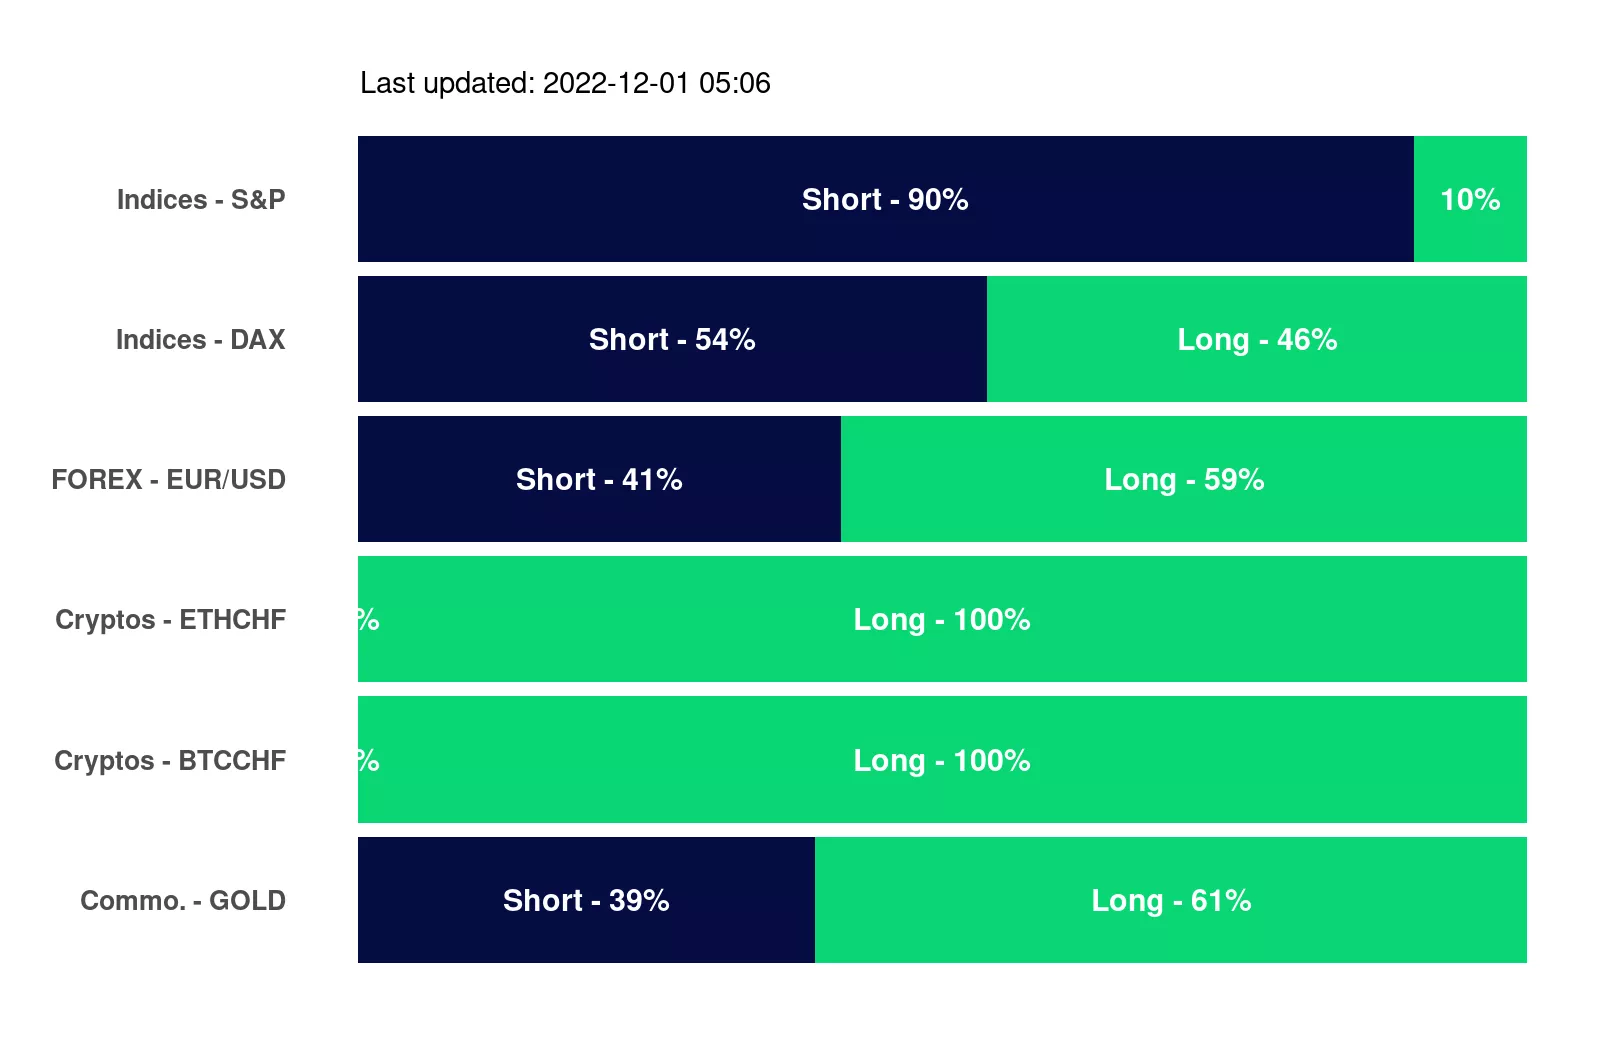 Last updated: 2022-12-01 05:06
Indices - S&P Short - 90% 10%
Indices - DAX Short - 54% Long - 46%
FOREX - EUR/USD Short - 41% Long - 59%
Cryptos - ETHCHF % Long - 100%
Cryptos - BTCCHF % Long - 100%
Commo. - GOLD Short - 39% Long - 61%